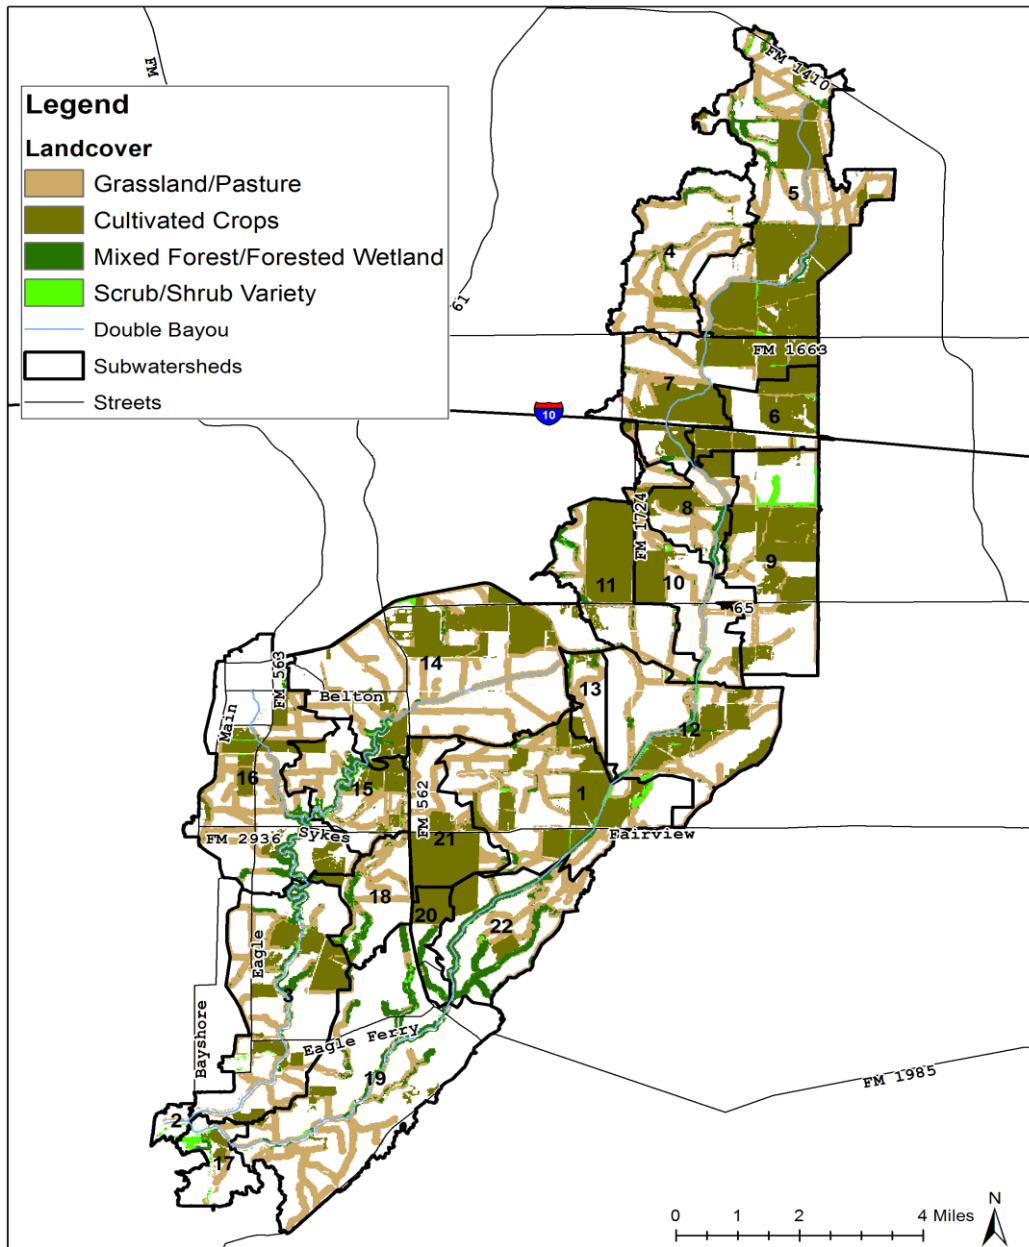 Legend
Landcover
Grassland/Pasture
Cultivated Crops
Mixed Forest/Forested Wetland
Scrub/Shrub Variety
Double Bayou
Subwatersheds
Streets
FM
FM 1410
61
5
4
FM 1663
7
6
10
8
FM 1724
9
11
10
65
14
13
FM 563
Belton
Main
12
16
15
FM 562
1
Sykes
FM 2936
Fairview
21
18
20
22
Eagle
3
Bayshore
Eagle Ferry
19
FM 1985
2
17
N
0 1 2 4 Miles